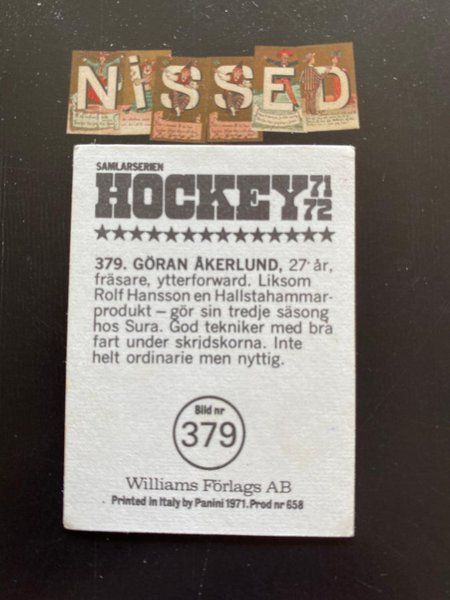 NiSSED
SAMLARSERIEN
HOCKEY 71
72
379. GÖRAN ÅKERLUND, 27 år,
fräsare, ytterforward. Liksom
Rolf Hansson en Hallstahammar-
produkt – gör sin tredje säsong
hos Sura. God tekniker med bra
fart under skridskorna. Inte
helt ordinarie men nyttig.
Bild nr
379
Williams Förlags AB
Printed in Italy by Panini 1971. Prod nr 658